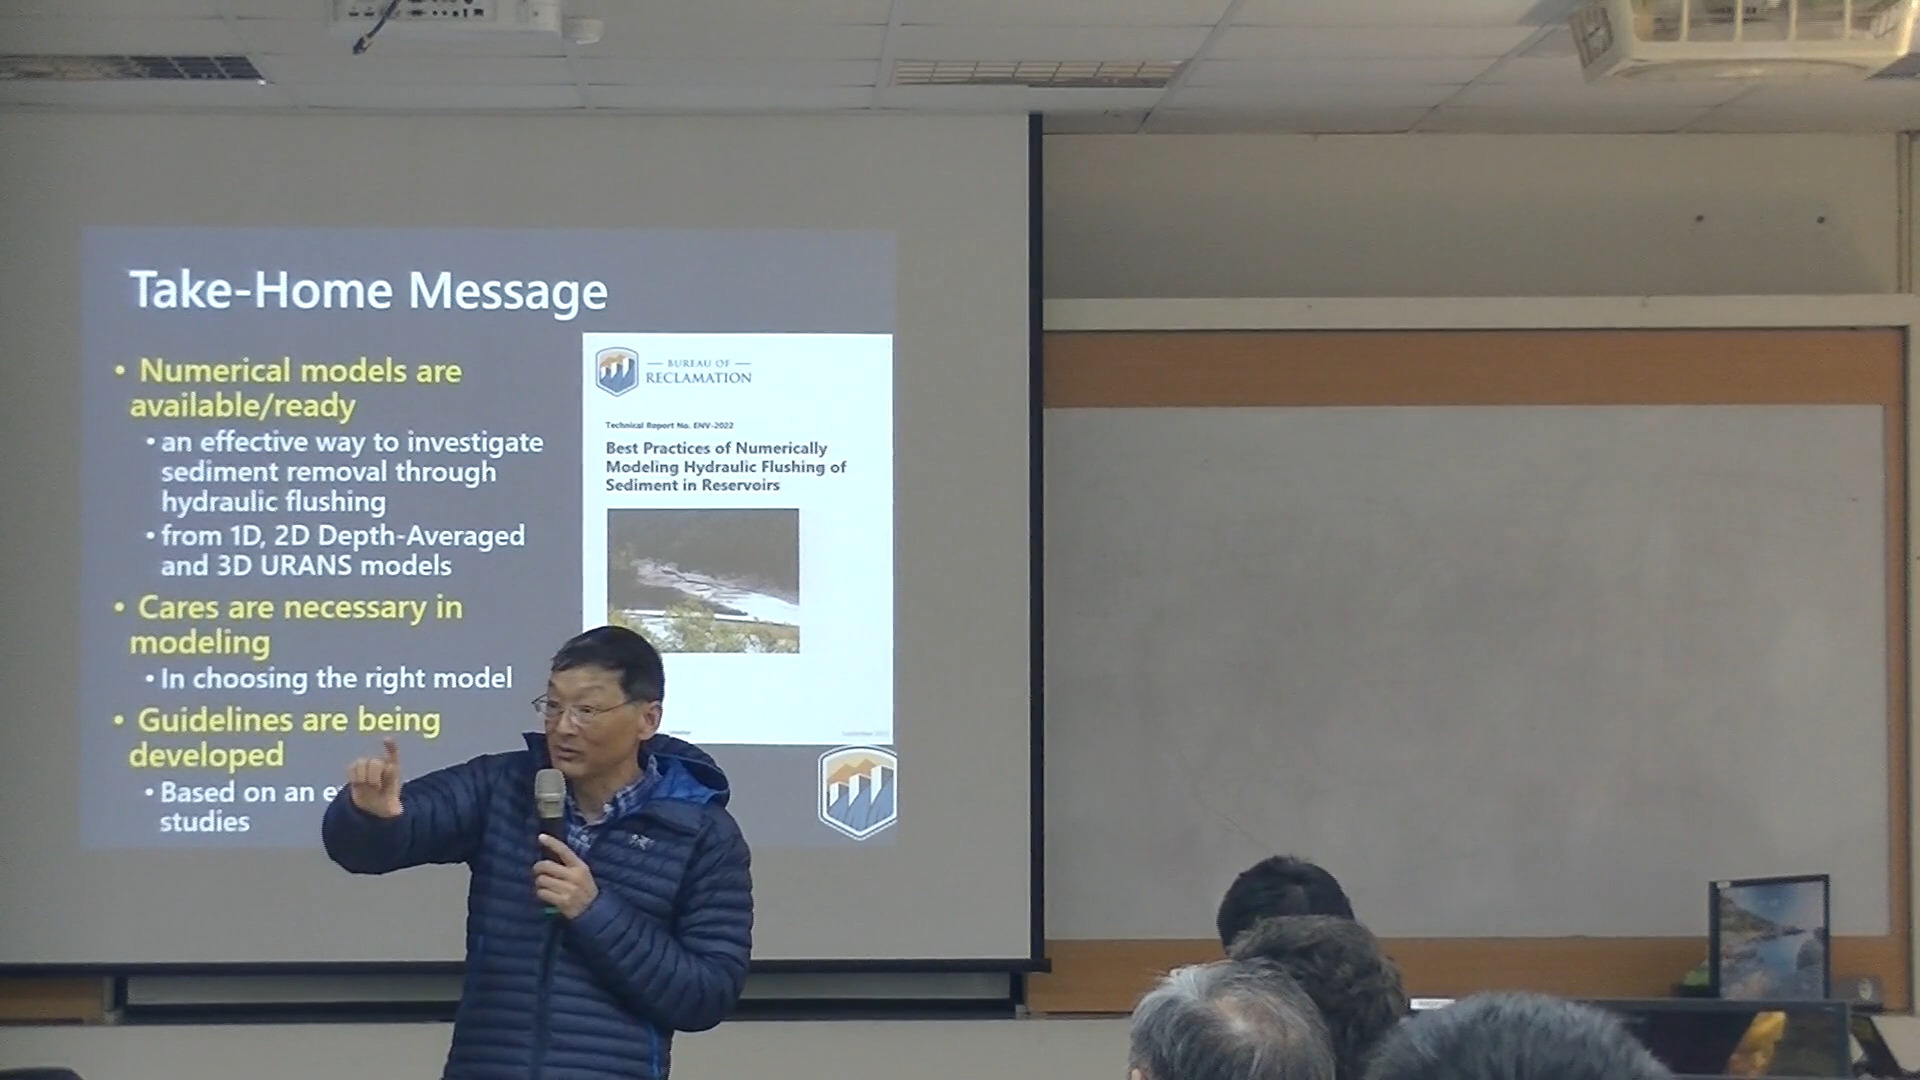 Take-Home Message
• Numerical models are
available/ready
• an effective way to investigate
sediment removal through
hydraulic flushing
• from 1D, 2D Depth-Averaged
and 3D URANS models
• Cares are necessary in
modeling
• In choosing the right model
• Guidelines are being
developed
• Based on an
studies
BUREAU OF
RECLAMATION
Technical Report No. ENV-2022
Best Practices of Numerically
Modeling Hydraulic Flushing of
Sediment in Reservoirs